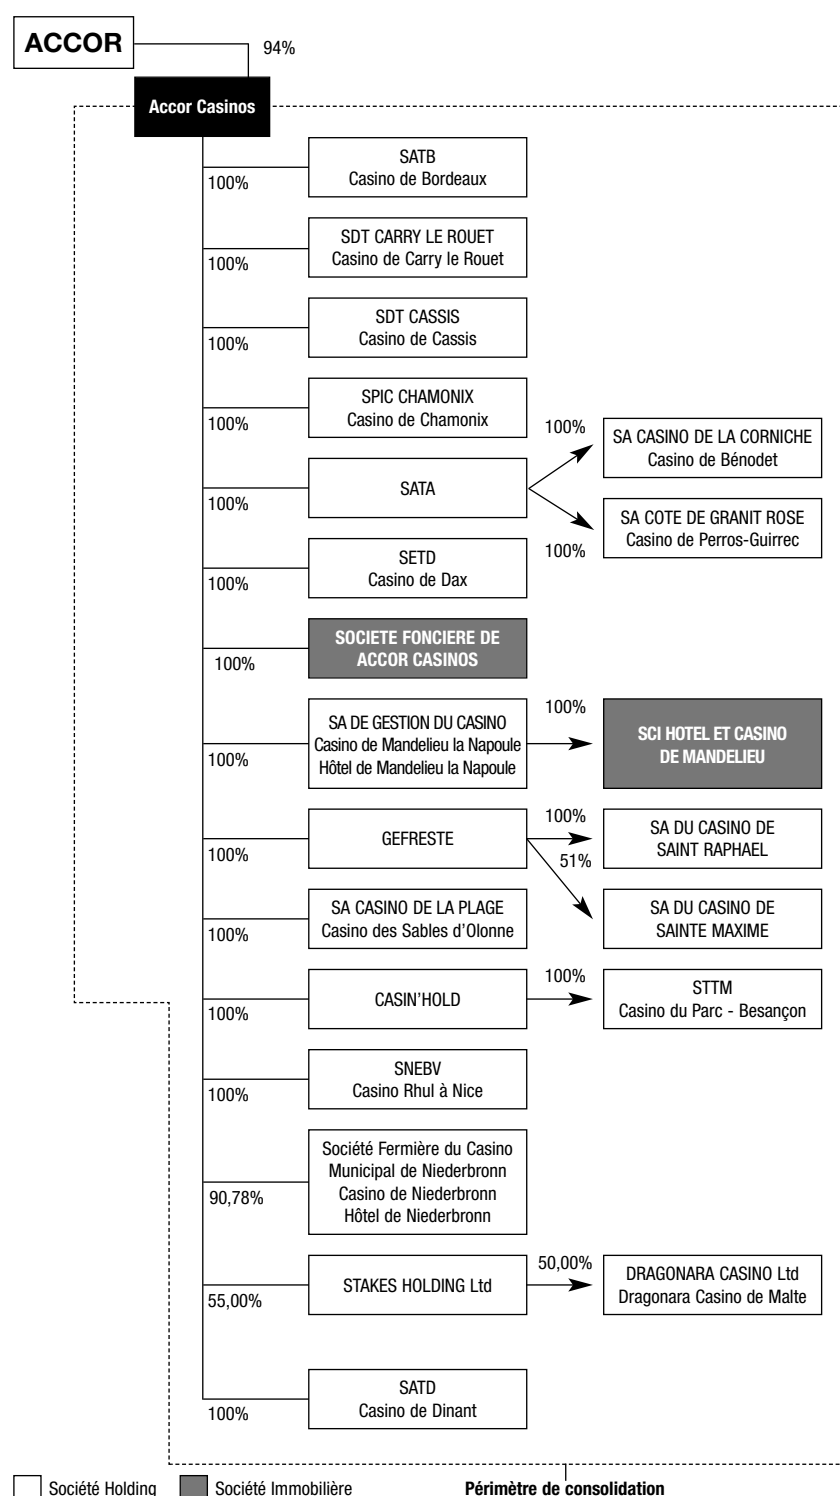 ACCOR
94%
Accor Casinos
SATB
Casino de Bordeaux
100%
SDT CARRY LE ROUET
Casino de Carry le Rouet
100%
SDT CASSIS
Casino de Cassis
100%
SPIC CHAMONIX
Casino de Chamonix
100%
SATA
100%
100%
SA CASINO DE LA CORNICHE
Casino de Bénodet
100%
SA COTE DE GRANIT ROSE
Casino de Perros-Guirrec
SETD
Casino de Dax
100%
SOCIETE FONCIERE DE
ACCOR CASINOS
100%
SA DE GESTION DU CASINO
Casino de Mandelieu la Napoule
Hôtel de Mandelieu la Napoule
100%
100%
SCI HOTEL ET CASINO
DE MANDELIEU
GEFRESTE
100%
100%
SA DU CASINO DE
SAINT RAPHAEL
51%
SA DU CASINO DE
SAINTE MAXIME
SA CASINO DE LA PLAGE
Casino des Sables d'Olonne
100%
CASIN'HOLD
100%
100%
STTM
Casino du Parc - Besançon
SNEBV
Casino Rhul à Nice
100%
Société Fermière du Casino
Municipal de Niederbronn
Casino de Niederbronn
Hôtel de Niederbronn
90,78%
STAKES HOLDING Ltd
55,00%
50,00%
DRAGONARA CASINO Ltd
Dragonara Casino de Malte
SATD
Casino de Dinant
100%
Société Holding
Société Immobilière
Périmètre de consolidation